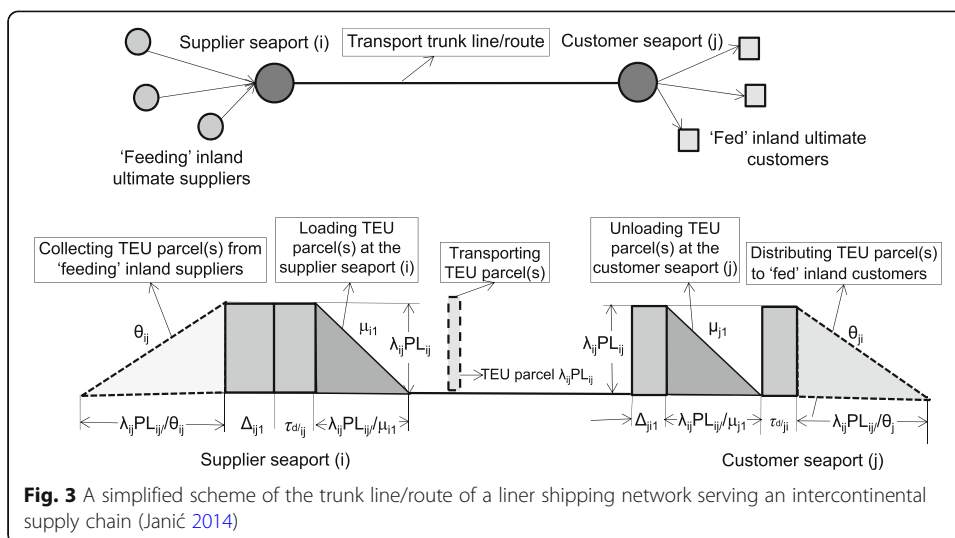 Supplier seaport (i)
Transport trunk line/route
Customer seaport (j)
'Feeding' inland
ultimate suppliers
'Fed' inland ultimate
customers
Collecting TEU parcel(s) from
'feeding' inland suppliers
Loading TEU
parcel(s) at the
supplier seaport (i)
Transporting
TEU parcel(s)
Unloading TEU
parcel(s) at the
customer seaport (j)
Distributing TEU parcel(s)
to 'fed' inland customers
θij
μi1
λijPLij
TEU parcel λijPLij
λijPLij
μj1
θji
λijPLij/θij
Δij1
τd/ij
λijPLij/μi1
Δji1
λijPLij/μj1
τd/ji
λijPLij/θj
Supplier seaport (i)
Customer seaport (j)
Fig. 3 A simplified scheme of the trunk line/route of a liner shipping network serving an intercontinental
supply chain (Janić 2014)